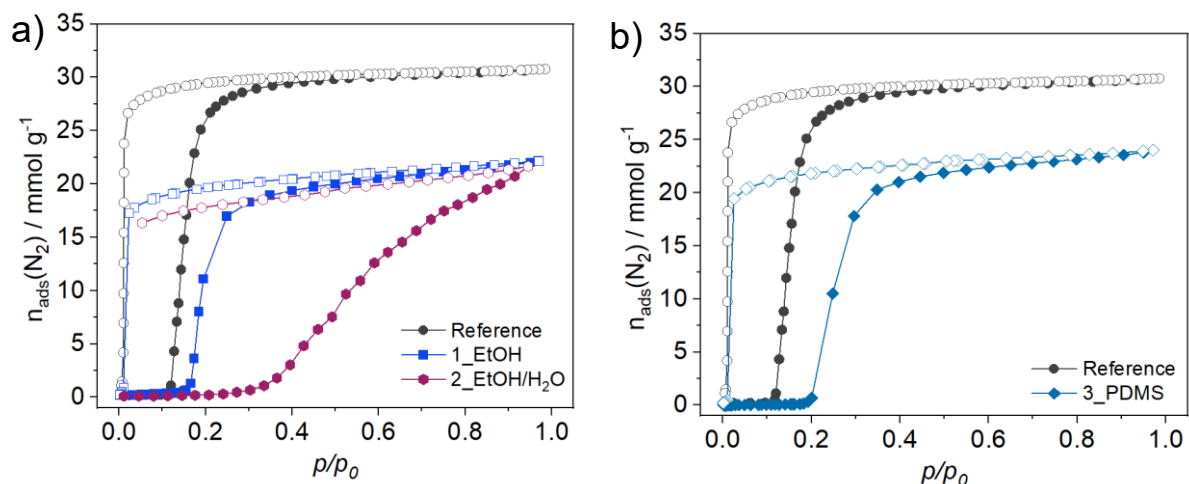 a)
n_ads(N₂) / mmol g⁻¹
35
30
25
20
15
10
5
0
0.0 0.2 0.4 0.6 0.8 1.0
p/p₀
Reference
1_EtOH
2_EtOH/H₂O
b)
n_ads(N₂) / mmol g⁻¹
35
30
25
20
15
10
5
0
0.0 0.2 0.4 0.6 0.8 1.0
p/p₀
Reference
3_PDMS